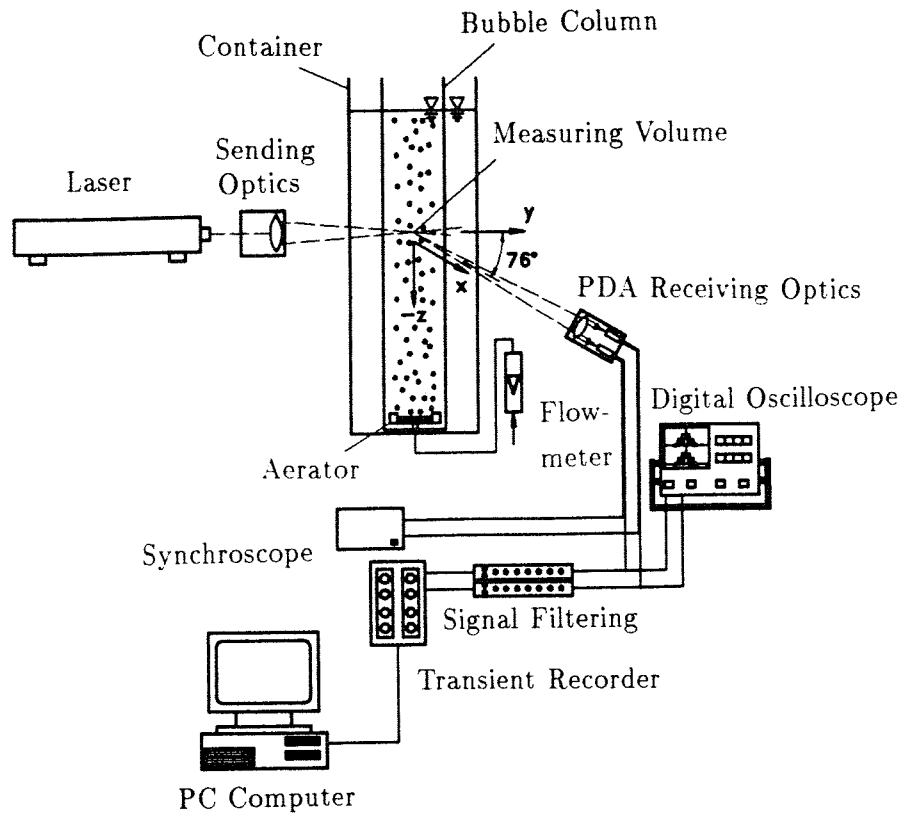 Bubble Column
Container
Measuring Volume
Sending
Optics
Laser
y
76°
x
-z
PDA Receiving Optics
Digital Oscilloscope
Flow-
meter
Aerator
Synchroscope
Signal Filtering
Transient Recorder
PC Computer